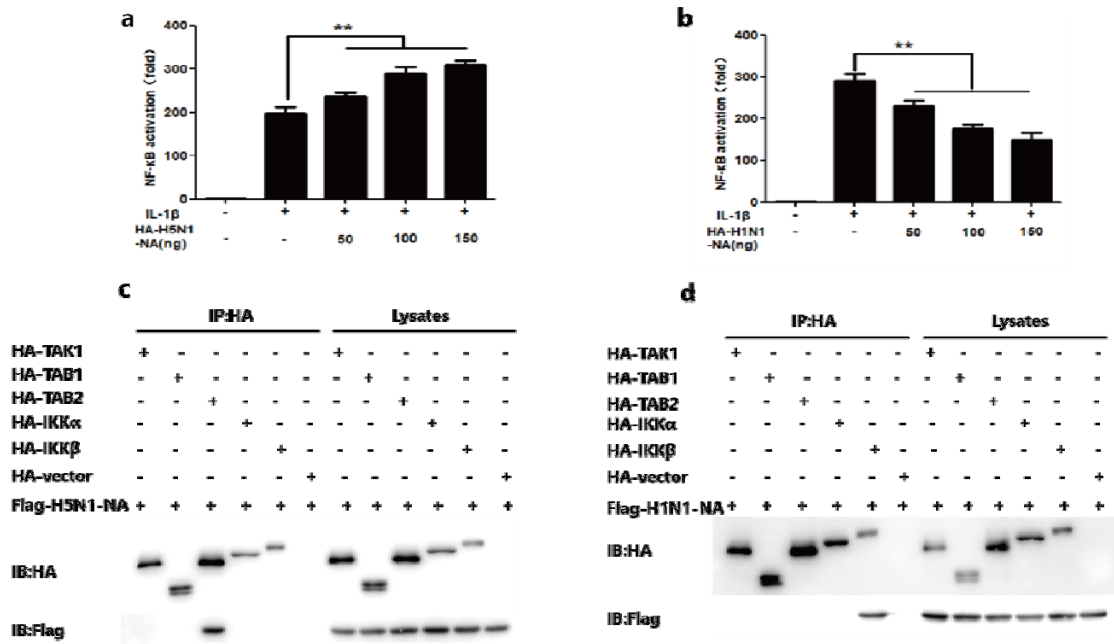 a
NF-κB activation (fold)
400
300
200
100
0
**
IL-1β - + + + +
HA-H5N1
-NA(ng) - - 50 100 150
b
NF-κB activation (fold)
400
300
200
100
0
**
IL-1β - + + + +
HA-H1N1
-NA(ng) - - 50 100 150
c
IP:HA Lysates
HA-TAK1 + - - - - - + - - - - -
HA-TAB1 - + - - - - - + - - - -
HA-TAB2 - - + - - - - - + - - -
HA-IKKα - - - + - - - - - + - -
HA-IKKβ - - - - + - - - - - + -
HA-vector - - - - - + - - - - - +
Flag-H5N1-NA + + + + + + + + + + + +
IB:HA
IB:Flag
d
IP:HA Lysates
HA-TAK1 + - - - - - + - - - - -
HA-TAB1 - + - - - - - + - - - -
HA-TAB2 - - + - - - - - + - - -
HA-IKKα - - - + - - - - - + - -
HA-IKKβ - - - - + - - - - - + -
HA-vector - - - - - + - - - - - +
Flag-H1N1-NA + + + + + + + + + + + +
IB:HA
IB:Flag